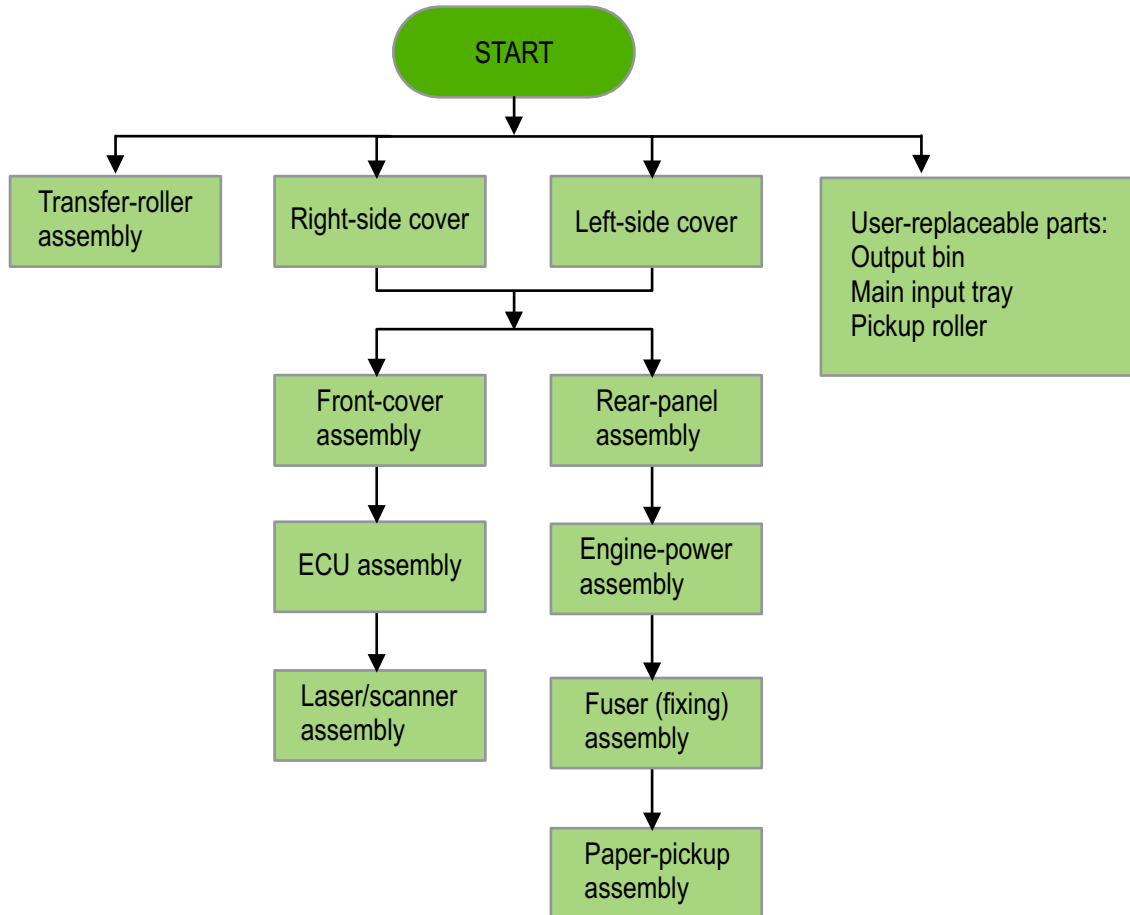 START
Transfer-roller
assembly
Right-side cover
Left-side cover
User-replaceable parts:
Output bin
Main input tray
Pickup roller
Front-cover
assembly
Rear-panel
assembly
ECU assembly
Engine-power
assembly
Laser/scanner
assembly
Fuser (fixing)
assembly
Paper-pickup
assembly